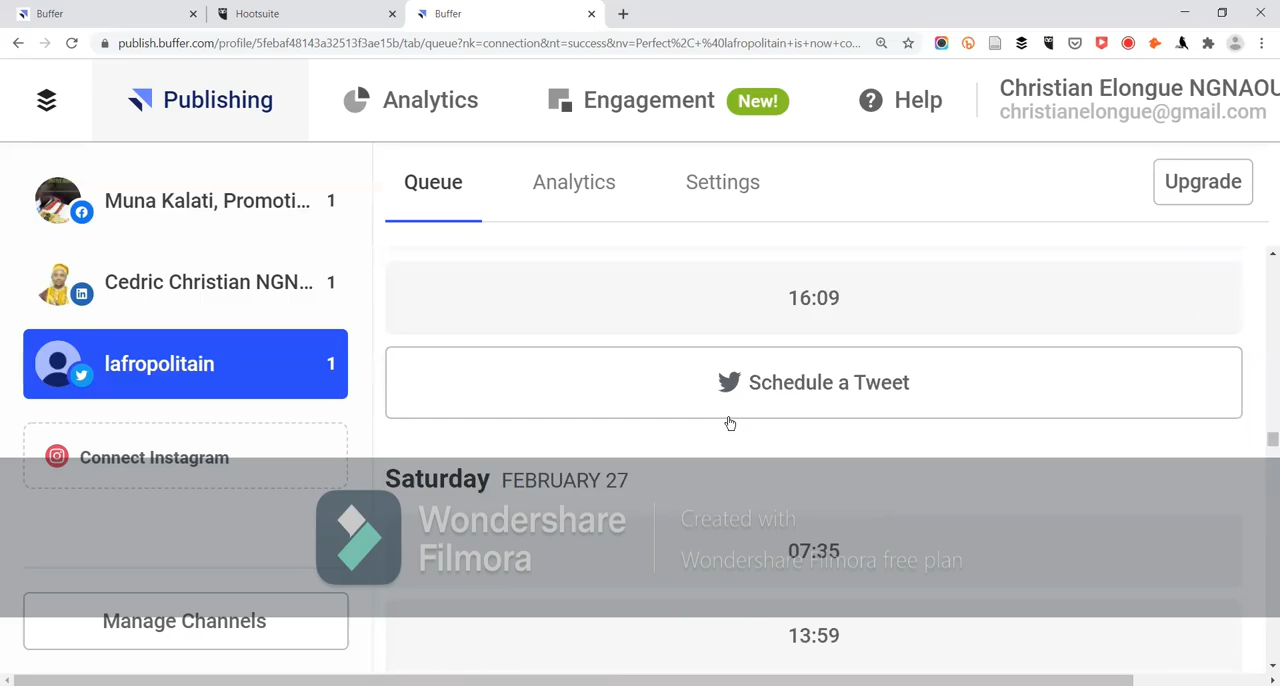 Buffer
Hootsuite
Buffer
publish.buffer.com/profile/5febaf48143a32513f3ae15b/tab/queue?nk=connection&nt=success&nv=Perfect%2C+%40lafropolitain+is+now+co...
Publishing
Analytics
Engagement
New!
Help
Christian Elongue NGNAOU
christianelongue@gmail.com
Muna Kalati, Promoti... 1
Cedric Christian NGN... 1
lafropolitain 1
Connect Instagram
Manage Channels
Queue
Analytics
Settings
Upgrade
16:09
Schedule a Tweet
Saturday FEBRUARY 27
07:35
13:59
Wondershare
Filmora
Created with
Wondershare Filmora free plan